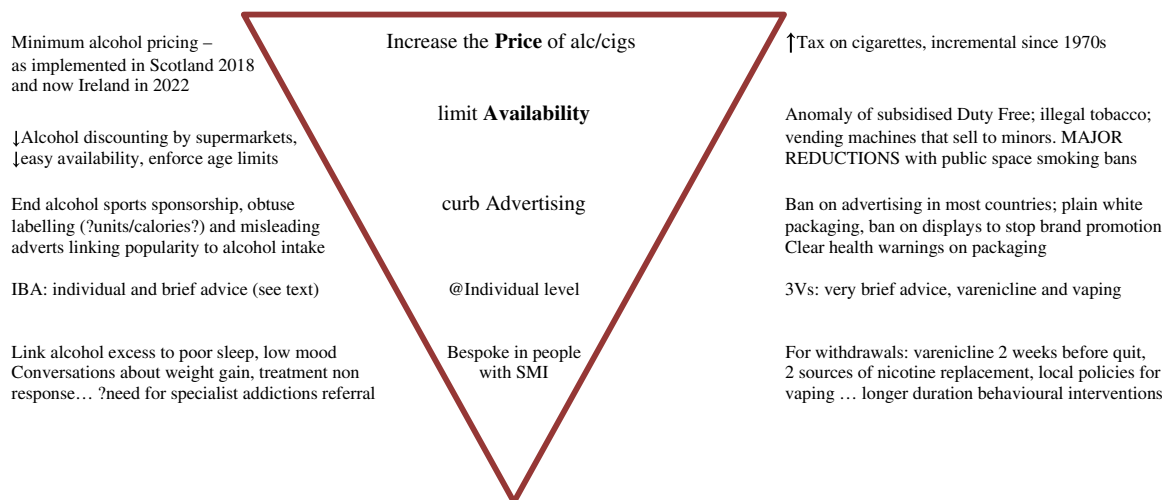 Minimum alcohol pricing –
as implemented in Scotland 2018
and now Ireland in 2022
Increase the Price of alc/cigs
↑Tax on cigarettes, incremental since 1970s
↓Alcohol discounting by supermarkets,
↓easy availability, enforce age limits
limit Availability
Anomaly of subsidised Duty Free; illegal tobacco;
vending machines that sell to minors. MAJOR
REDUCTIONS with public space smoking bans
End alcohol sports sponsorship, obtuse
labelling (?units/calories?) and misleading
adverts linking popularity to alcohol intake
curb Advertising
Ban on advertising in most countries; plain white
packaging, ban on displays to stop brand promotion
Clear health warnings on packaging
IBA: individual and brief advice (see text)
@Individual level
3Vs: very brief advice, varenicline and vaping
Link alcohol excess to poor sleep, low mood
Conversations about weight gain, treatment non
response… ?need for specialist addictions referral
Bespoke in people
with SMI
For withdrawals: varenicline 2 weeks before quit,
2 sources of nicotine replacement, local policies for
vaping … longer duration behavioural interventions